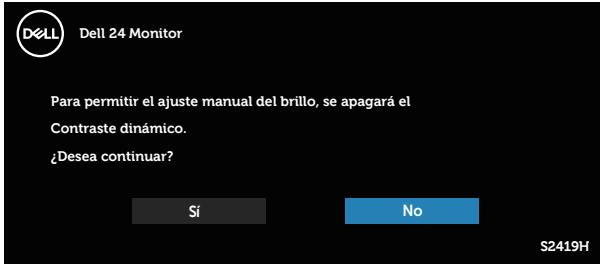 DELL
Dell 24 Monitor
Para permitir el ajuste manual del brillo, se apagará el
Contraste dinámico.
¿Desea continuar?
Sí
No
S2419H